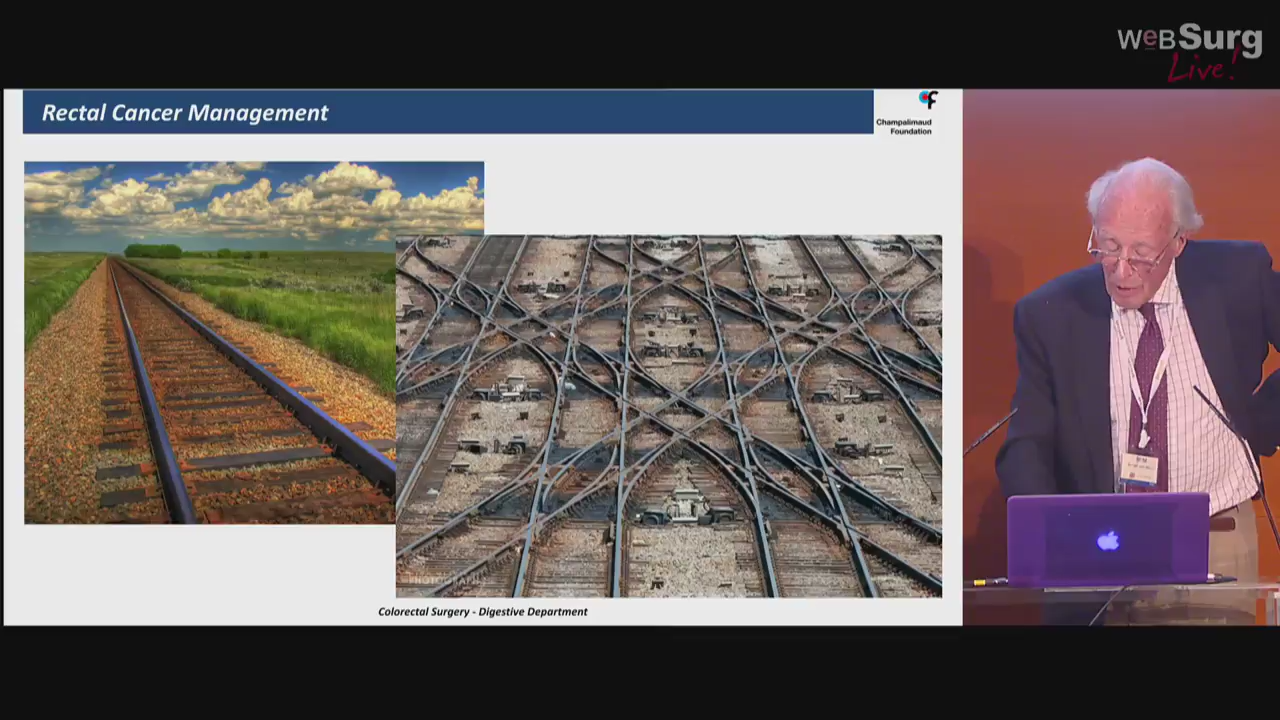 WeBSurg
Live!
Rectal Cancer Management
Champalimaud
Foundation
Colorectal Surgery - Digestive Department